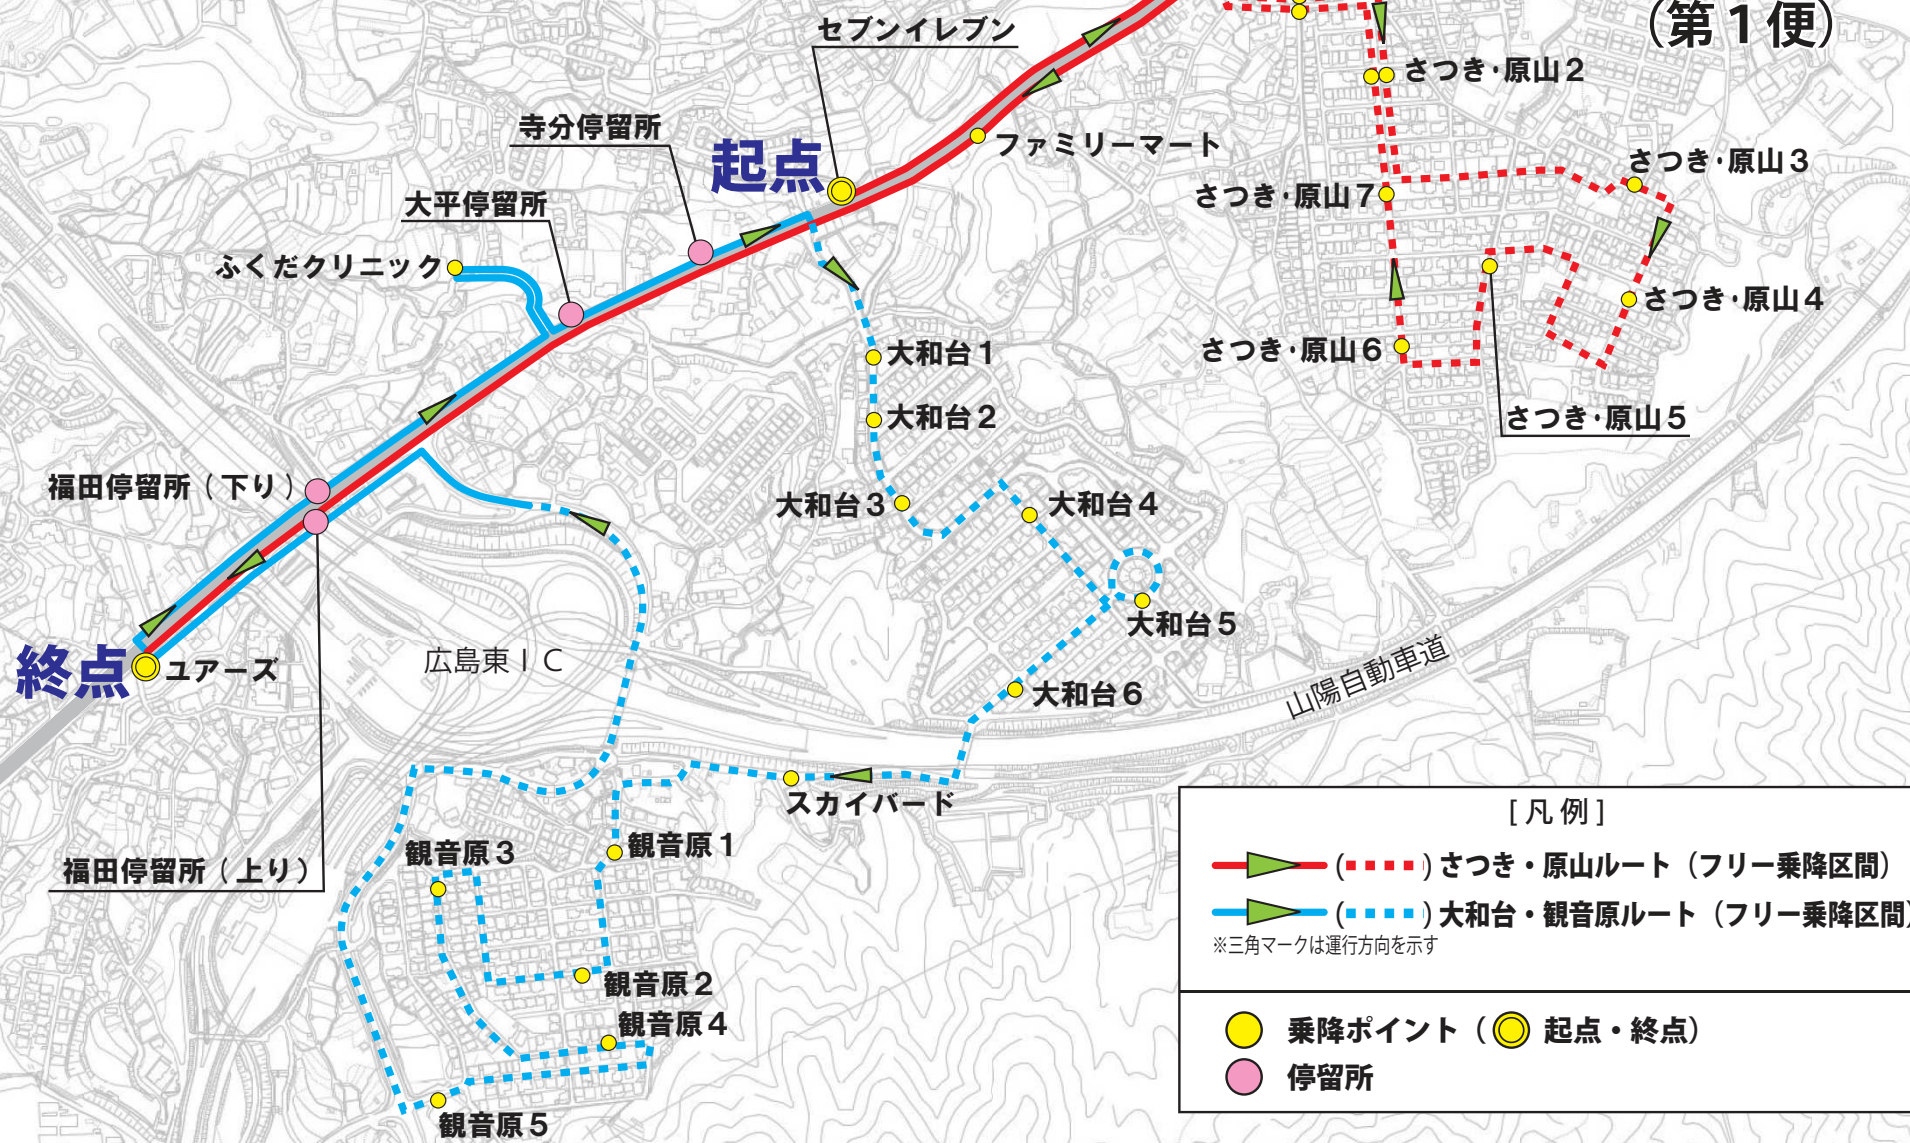 （第１便）
セブンイレブン
さつき・原山２
寺分停留所
起点
ファミリーマート
さつき・原山３
大平停留所
さつき・原山７
ふくだクリニック
さつき・原山４
大和台１
さつき・原山６
大和台２
さつき・原山５
福田停留所（下り）
大和台３
大和台４
大和台５
終点
ユアーズ
広島東ＩＣ
山陽自動車道
大和台６
スカイバード
観音原１
観音原３
福田停留所（上り）
観音原２
観音原４
観音原５
［凡例］
（ ）さつき・原山ルート（フリー乗降区間）
（ ）大和台・観音原ルート（フリー乗降区間）
※三角マークは運行方向を示す
乗降ポイント（ 起点・終点）
停留所